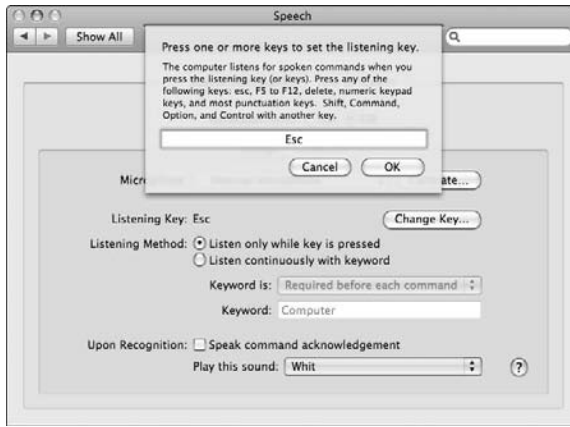 Speech
Show All
Press one or more keys to set the listening key.
The computer listens for spoken commands when you
press the listening key (or keys). Press any of the
following keys: esc, F5 to F12, delete, numeric keypad
keys, and most punctuation keys. Shift, Command,
Option, and Control with another key.
Esc
Cancel
OK
Listening Key: Esc
Change Key...
Listening Method: Listen only while key is pressed
Listen continuously with keyword
Keyword is: Required before each command
Keyword: Computer
Upon Recognition: Speak command acknowledgement
Play this sound: Whit
?